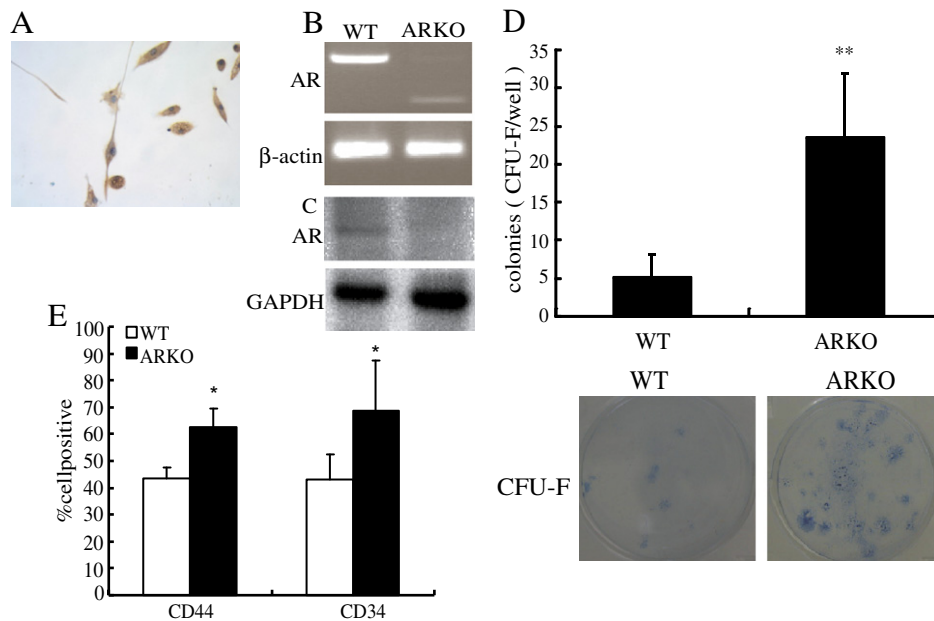 A
B
WT ARKO
AR
β-actin
C
AR
GAPDH
D
colonies ( CFU-F/well )
35
30
25
20
15
10
5
0
**
WT ARKO
WT ARKO
CFU-F
E
%cellpositive
100
90
80
70
60
50
40
30
20
10
0
WT
ARKO
*
*
CD44 CD34